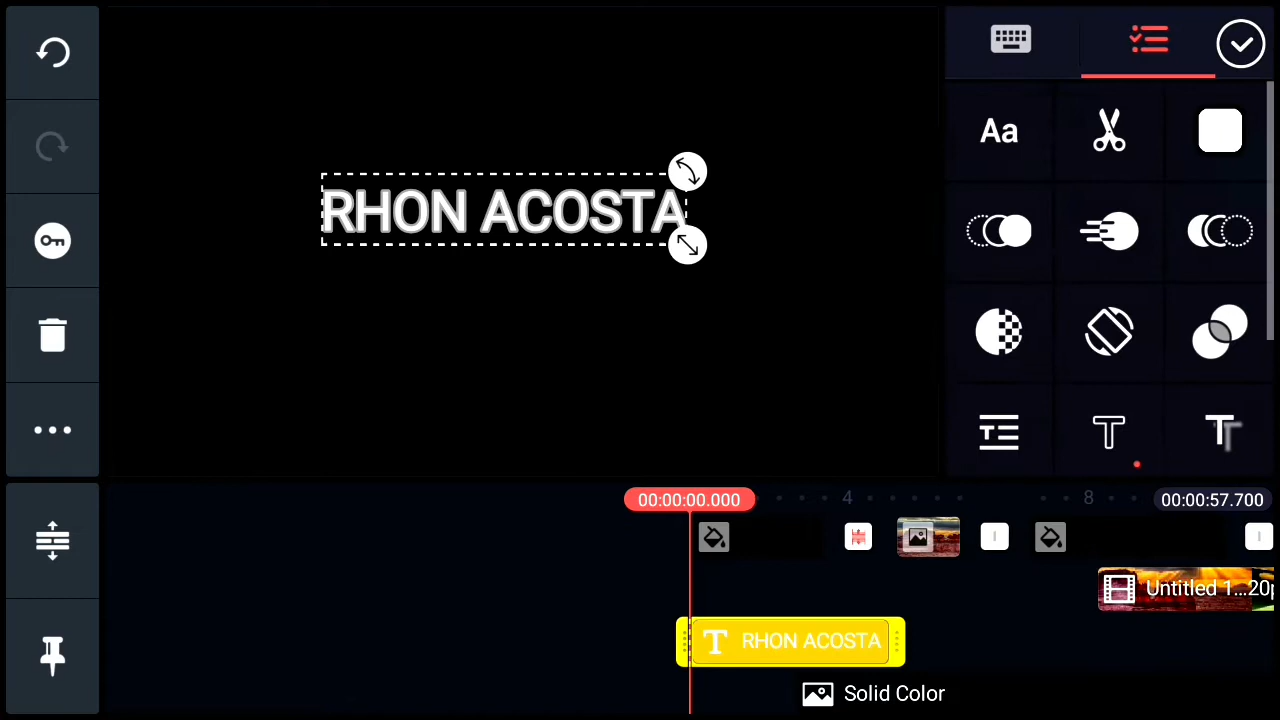 Aa
RHON ACOSTA
T
T
00:00:00.000
4
8
00:00:57.700
Untitled 1...20p
T RHON ACOSTA
Solid Color